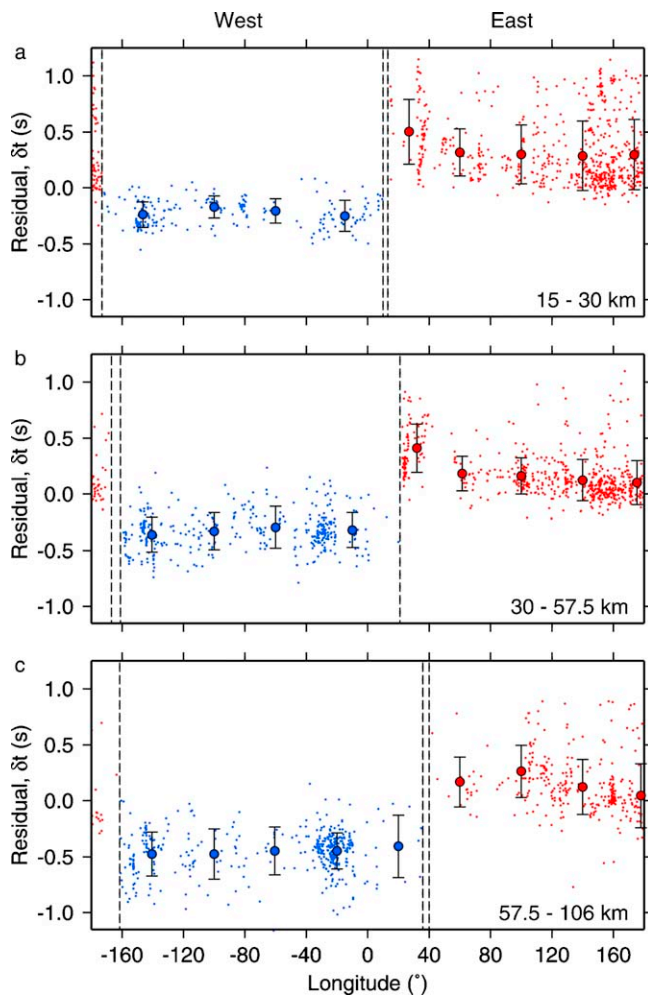 West East
a
1.0
0.5
0.0
-0.5
-1.0
Residual, δt (s)
15 - 30 km
b
1.0
0.5
0.0
-0.5
-1.0
Residual, δt (s)
30 - 57.5 km
c
1.0
0.5
0.0
-0.5
-1.0
Residual, δt (s)
57.5 - 106 km
-160 -120 -80 -40 0 40 80 120 160
Longitude (°)